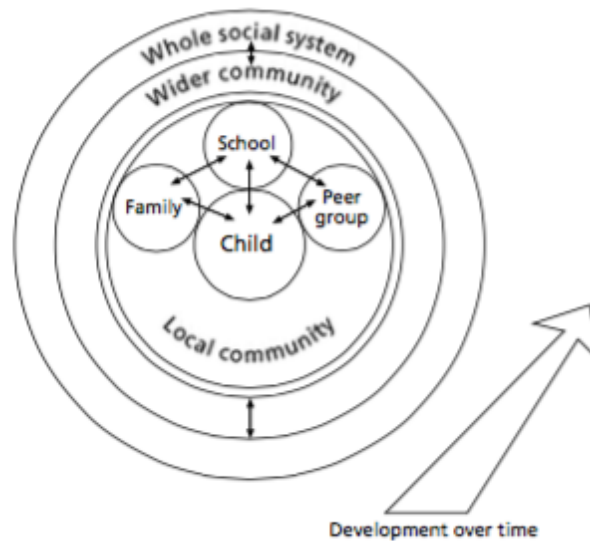 Whole social system
Wider community
School
Family
Peer
group
Child
Local community
Development over time